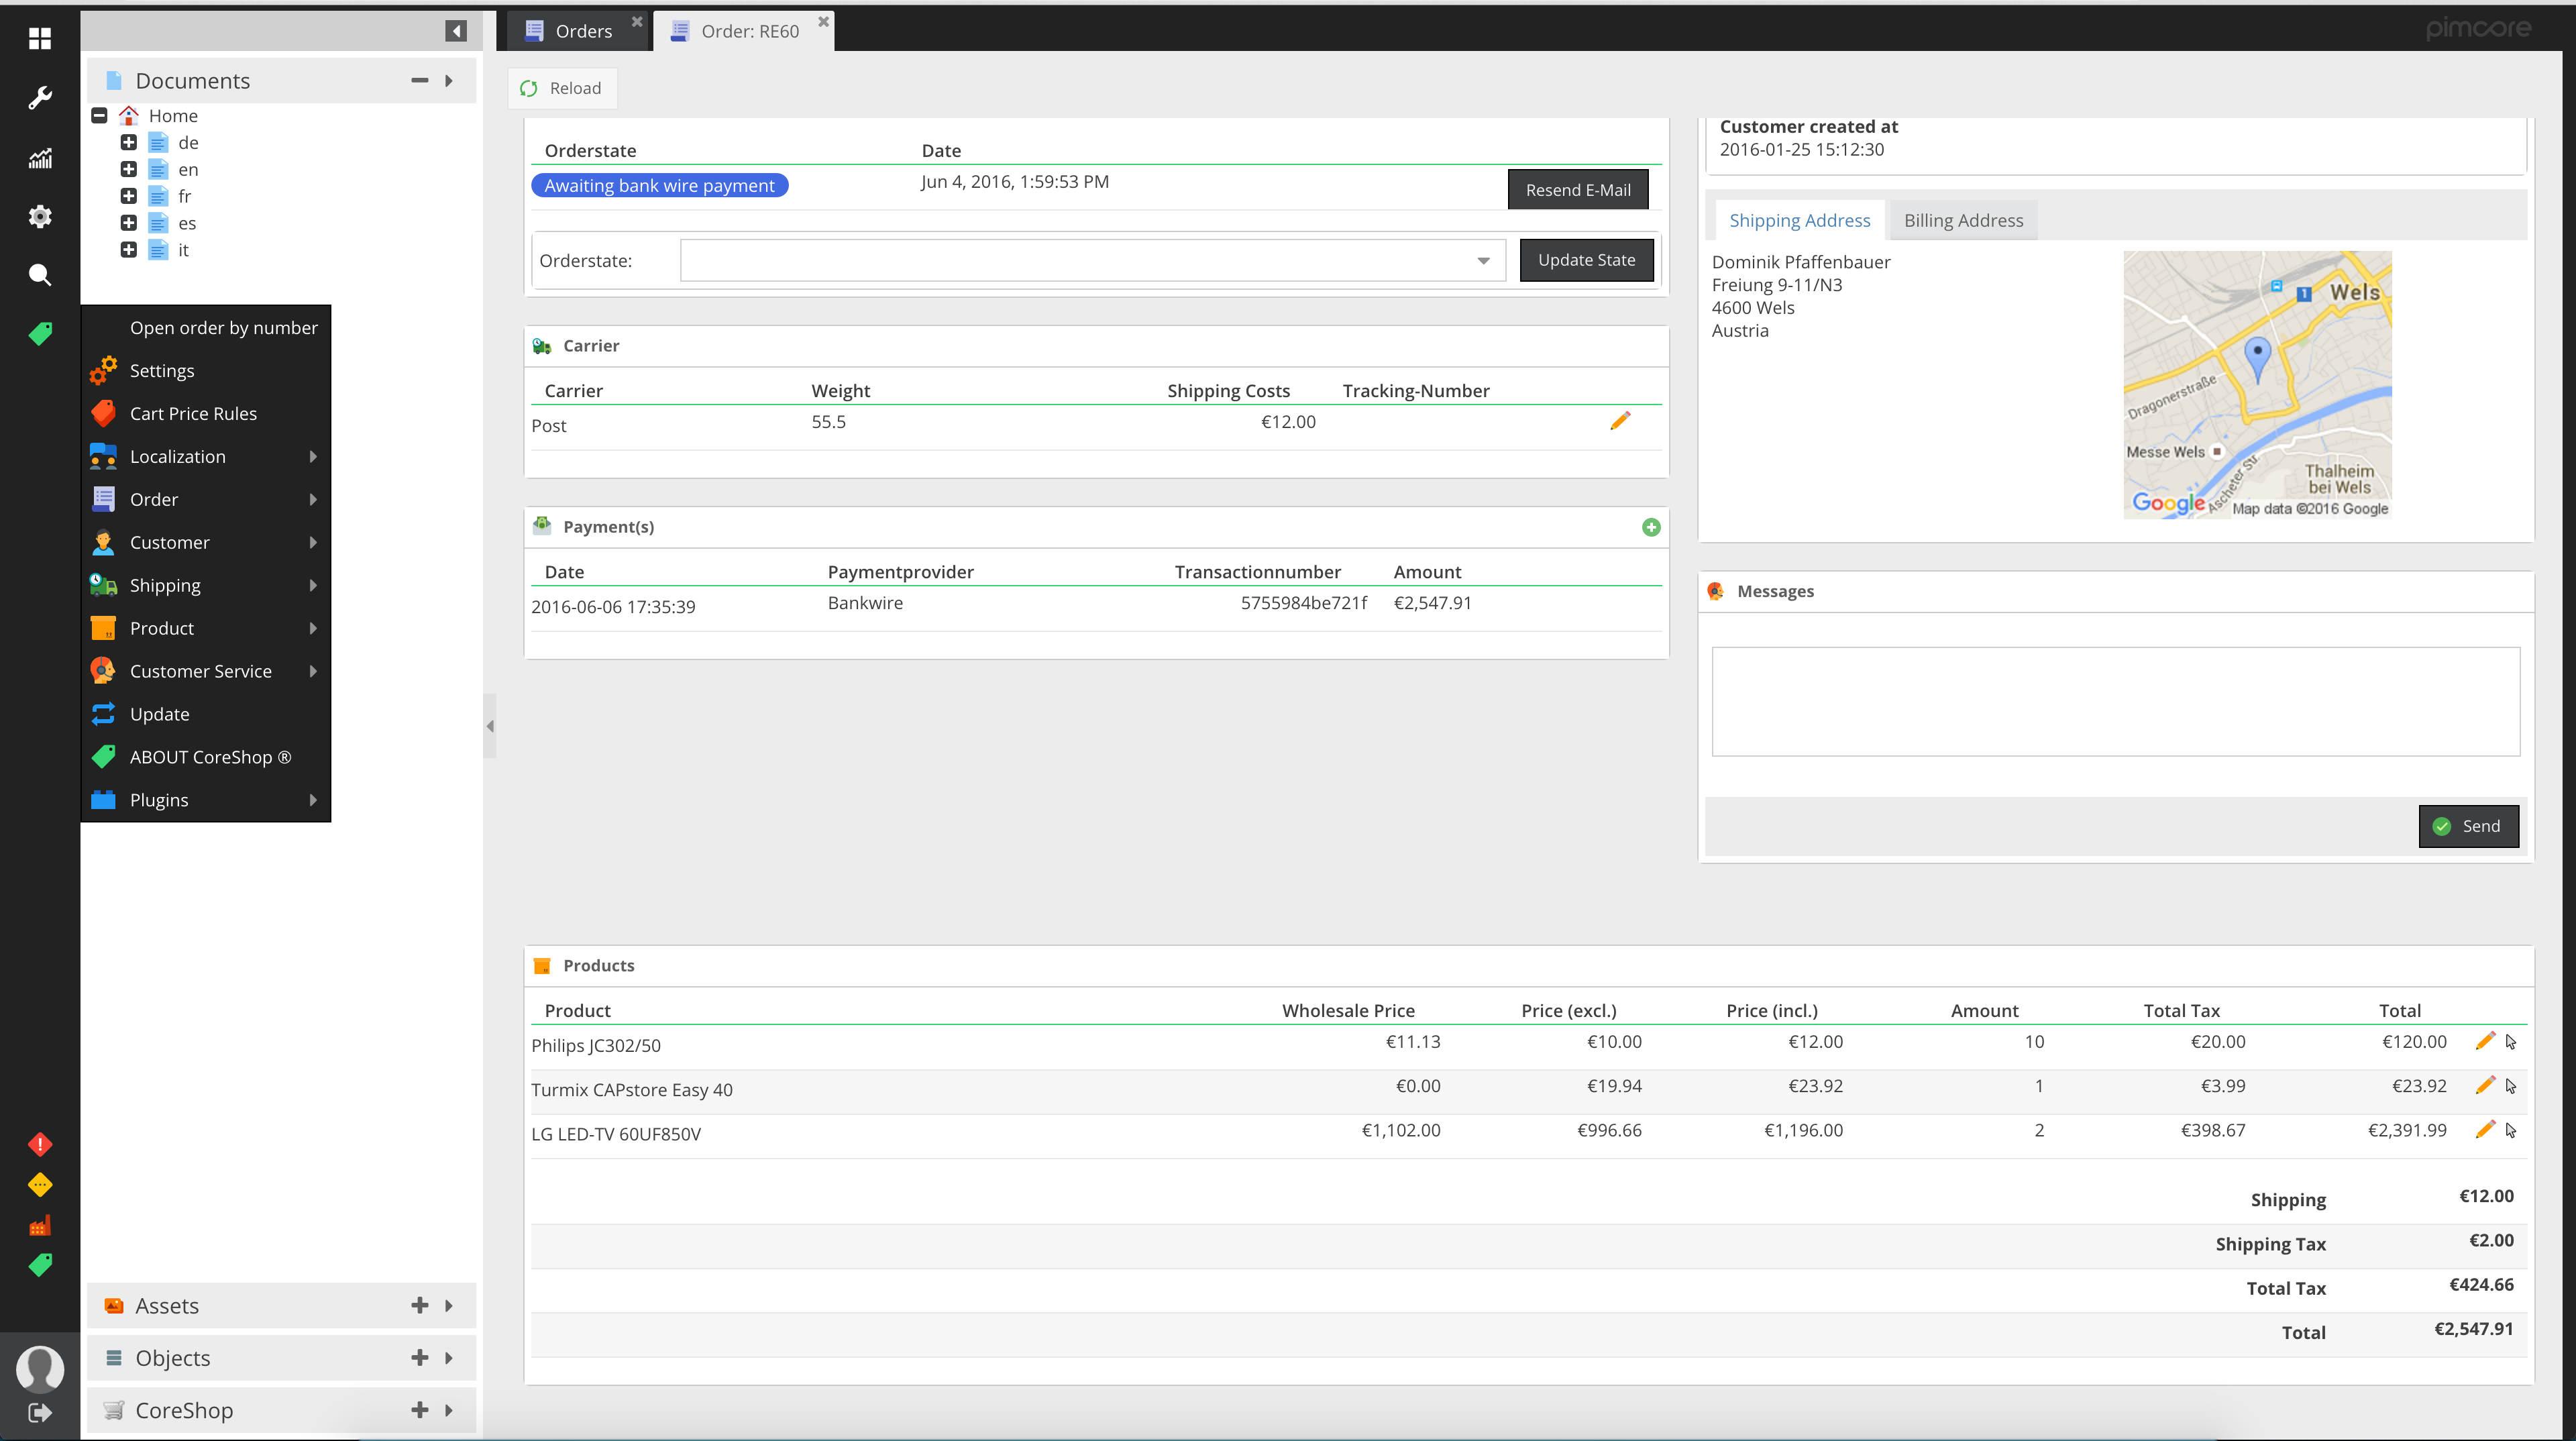 Orders
Order: RE60
pimcore
Documents
Home
de
en
fr
es
it
Open order by number
Settings
Cart Price Rules
Localization
Order
Customer
Shipping
Product
Customer Service
Update
ABOUT CoreShop ®
Plugins
Assets
Objects
CoreShop
Reload
Orderstate Date
Awaiting bank wire payment Jun 4, 2016, 1:59:53 PM Resend E-Mail
Orderstate: Update State
Carrier
Carrier Weight Shipping Costs Tracking-Number
Post 55.5 €12.00
Payment(s)
Date Paymentprovider Transactionnumber Amount
2016-06-06 17:35:39 Bankwire 5755984be721f €2,547.91
Customer created at
2016-01-25 15:12:30
Shipping Address Billing Address
Dominik Pfaffenbauer
Freiung 9-11/N3
4600 Wels
Austria
1 Wels
Dragonerstraße
Messe Wels
Ascheter Str.
Thalheim
bei Wels
Google Map data ©2016 Google
Messages
Send
Products
Product Wholesale Price Price (excl.) Price (incl.) Amount Total Tax Total
Philips JC302/50 €11.13 €10.00 €12.00 10 €20.00 €120.00
Turmix CAPstore Easy 40 €0.00 €19.94 €23.92 1 €3.99 €23.92
LG LED-TV 60UF850V €1,102.00 €996.66 €1,196.00 2 €398.67 €2,391.99
Shipping €12.00
Shipping Tax €2.00
Total Tax €424.66
Total €2,547.91